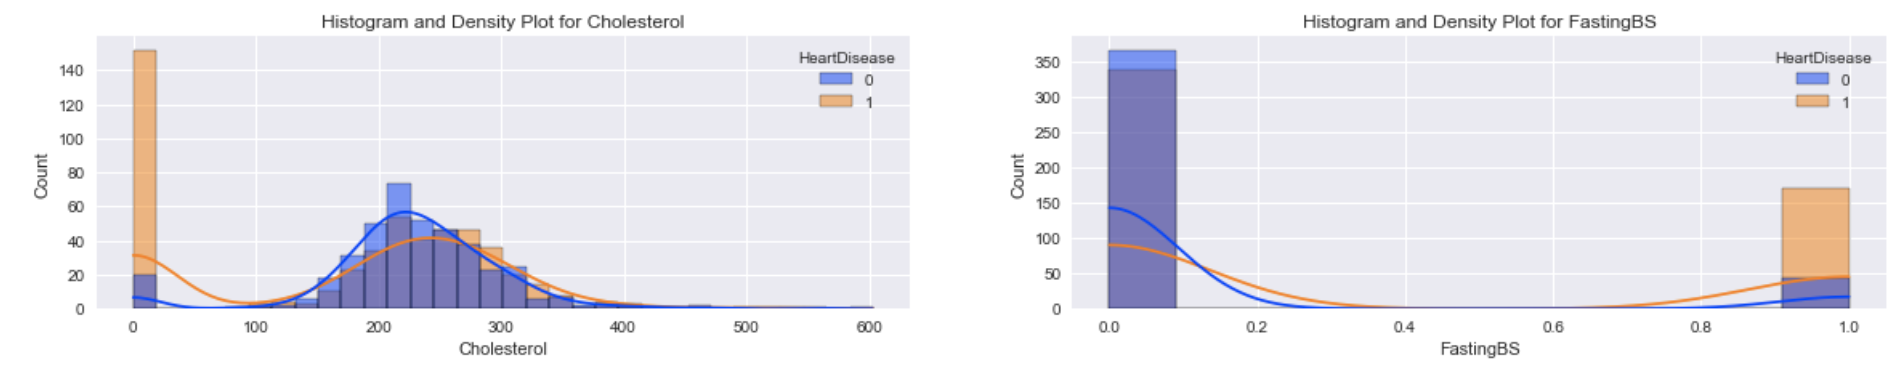 Histogram and Density Plot for Cholesterol
HeartDisease
0
1
140
120
100
80
60
40
20
0
Count
0 100 200 300 400 500 600
Cholesterol
Histogram and Density Plot for FastingBS
HeartDisease
0
1
350
300
250
200
150
100
50
0
Count
0.0 0.2 0.4 0.6 0.8 1.0
FastingBS